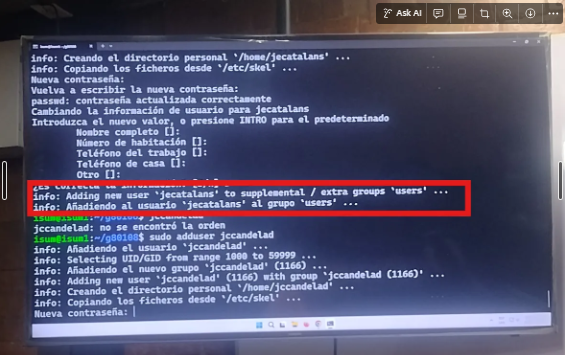 Ask AI
isum@isum1: ~/g00108
info: Creando el directorio personal `/home/jecatalans' ...
info: Copiando los ficheros desde `/etc/skel' ...
Nueva contraseña:
Vuelva a escribir la nueva contraseña:
passwd: contraseña actualizada correctamente
Cambiando la información de usuario para jecatalans
Introduzca el nuevo valor, o presione INTRO para el predeterminado
Nombre completo []:
Número de habitación []:
Teléfono del trabajo []:
Teléfono de casa []:
Otro []:
¿Es correcta la información?
info: Adding new user `jecatalans' to supplemental / extra groups `users' ...
info: Añadiendo al usuario `jecatalans' al grupo `users' ...
isum@isum1:~/g00108$ jccandelad
jccandelad: no se encontró la orden
isum@isum1:~/g00108$ sudo adduser jccandelad
info: Añadiendo el usuario `jccandelad' ...
info: Selecting UID/GID from range 1000 to 59999 ...
info: Añadiendo el nuevo grupo `jccandelad' (1166) ...
info: Adding new user `jccandelad' (1166) with group `jccandelad (1166)' ...
info: Creando el directorio personal `/home/jccandelad' ...
info: Copiando los ficheros desde `/etc/skel' ...
Nueva contraseña: